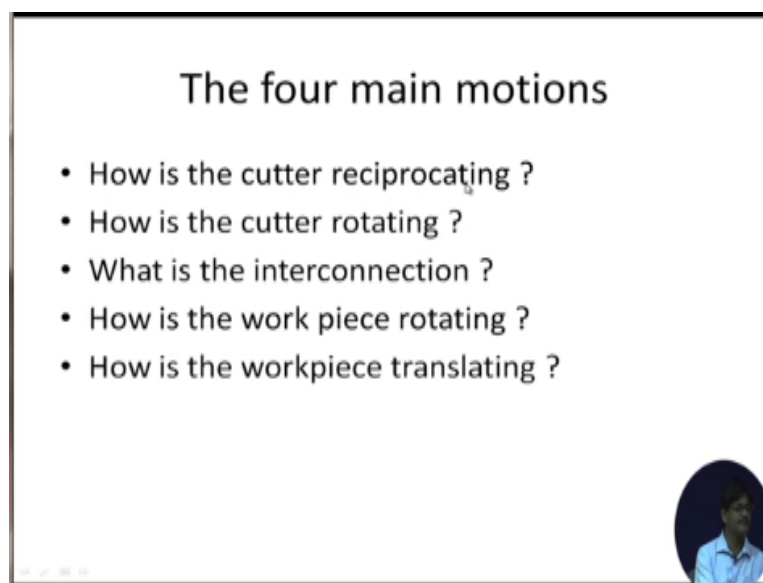 The four main motions
• How is the cutter reciprocating ?
• How is the cutter rotating ?
• What is the interconnection ?
• How is the work piece rotating ?
• How is the workpiece translating ?